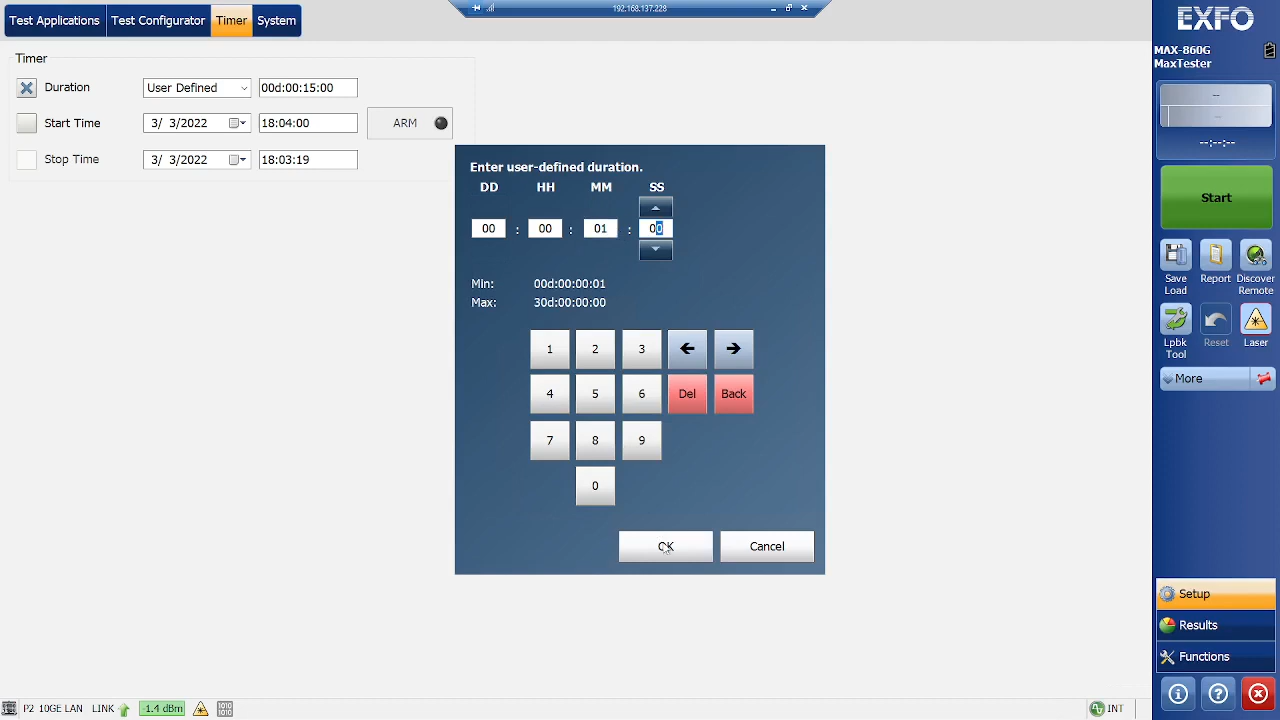 192.168.137.228
Test Applications
Test Configurator
Timer
System
EXFO
MAX-860G
MaxTester
--
--
--:--:--
Start
Save
Load
Report
Discover
Remote
Lpbk
Tool
Reset
Laser
More
Setup
Results
Functions
Timer
Duration
User Defined
00d:00:15:00
Start Time
3/ 3/2022
18:04:00
ARM
Stop Time
3/ 3/2022
18:03:19
Enter user-defined duration.
DD HH MM SS
00 : 00 : 01 : 00
Min: 00d:00:00:01
Max: 30d:00:00:00
1 2 3 ← →
4 5 6 Del Back
7 8 9
0
OK Cancel
P2 10GE LAN LINK -1.4 dBm 1010 1010 INT